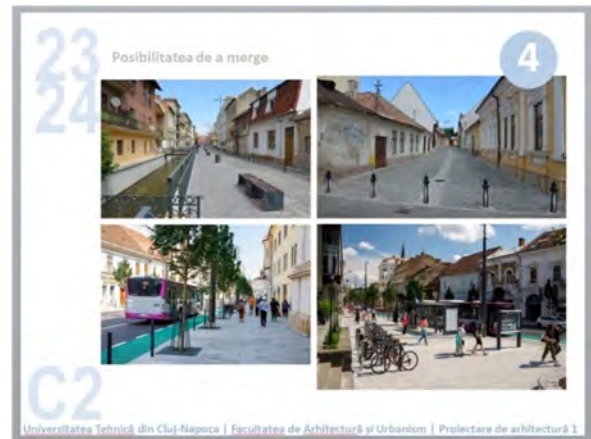 23
24
Posibilitatea de a merge
4
C2
Universitatea Tehnică din Cluj-Napoca | Facultatea de Arhitectură și Urbanism | Proiectare de arhitectură 1